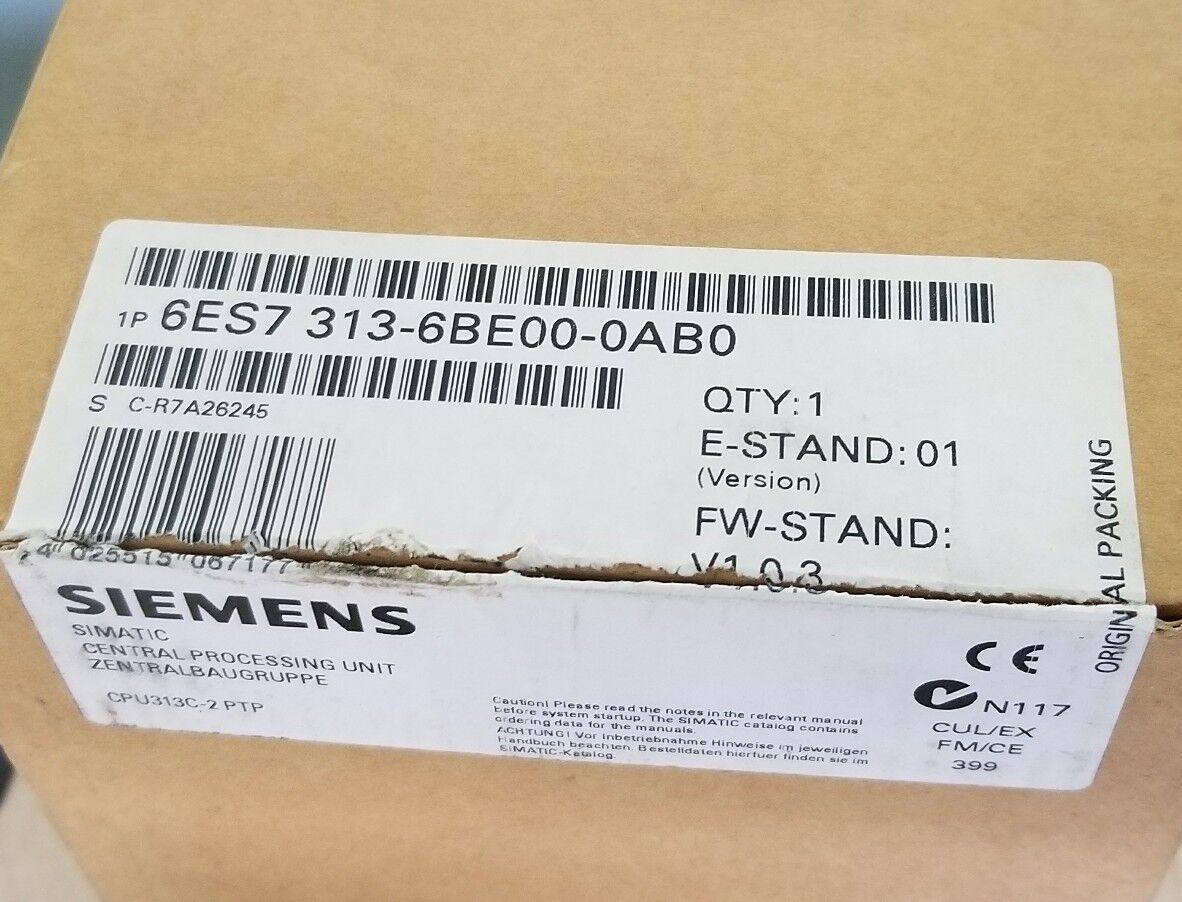 1P 6ES7 313-6BE00-0AB0
S C-R7A26245
QTY:1
E-STAND:01
(Version)
FW-STAND:
V1.0.3
4 025515 067177
ORIGINAL PACKING
SIEMENS
SIMATIC
CENTRAL PROCESSING UNIT
ZENTRALBAUGRUPPE
CPU313C-2 PTP
Caution! Please read the notes in the relevant manual
before system startup. The SIMATIC catalog contains
ordering data for the manuals.
ACHTUNG! Vor Inbetriebnahme Hinweise im jeweiligen
Handbuch beachten. Bestelldaten hierfuer finden sie im
SIMATIC-Katalog.
CE
N117
CUL/EX
FM/CE
399